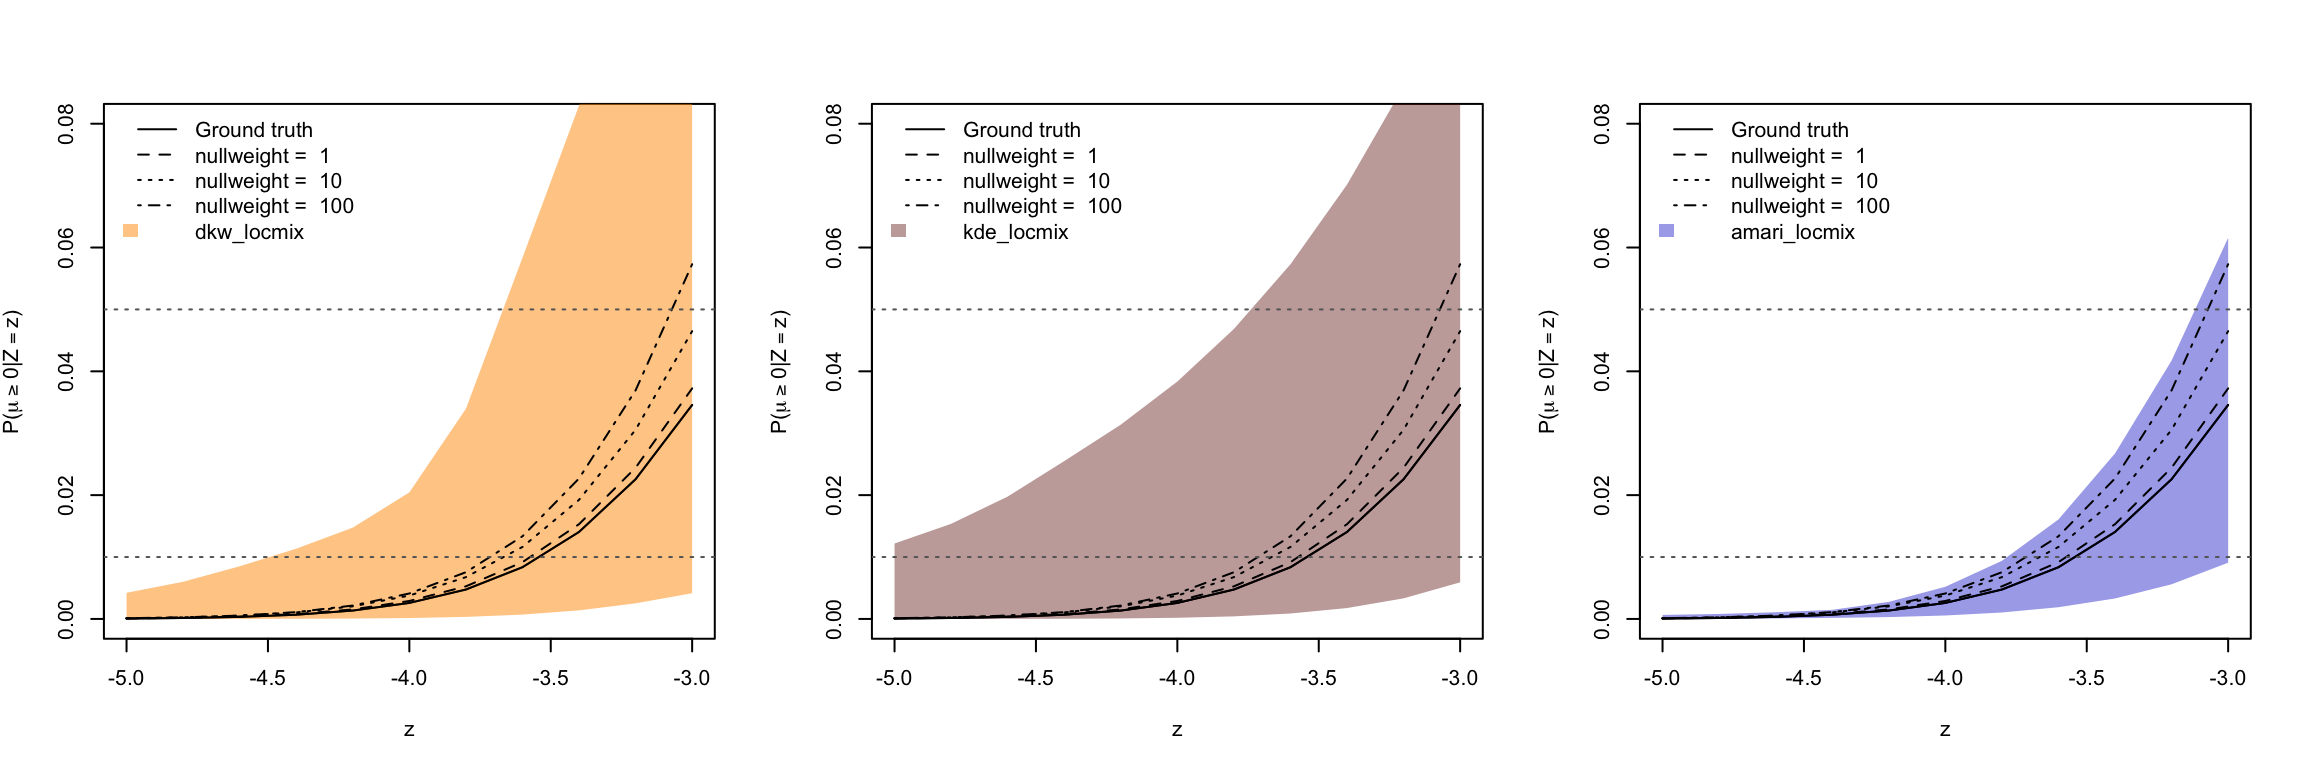 0.08
0.06
0.04
0.02
0.00
P(μ ≥ 0|Z = z)
Ground truth
nullweight = 1
nullweight = 10
nullweight = 100
dkw_locmix
-5.0 -4.5 -4.0 -3.5 -3.0
z
0.08
0.06
0.04
0.02
0.00
P(μ ≥ 0|Z = z)
Ground truth
nullweight = 1
nullweight = 10
nullweight = 100
kde_locmix
-5.0 -4.5 -4.0 -3.5 -3.0
z
0.08
0.06
0.04
0.02
0.00
P(μ ≥ 0|Z = z)
Ground truth
nullweight = 1
nullweight = 10
nullweight = 100
amari_locmix
-5.0 -4.5 -4.0 -3.5 -3.0
z